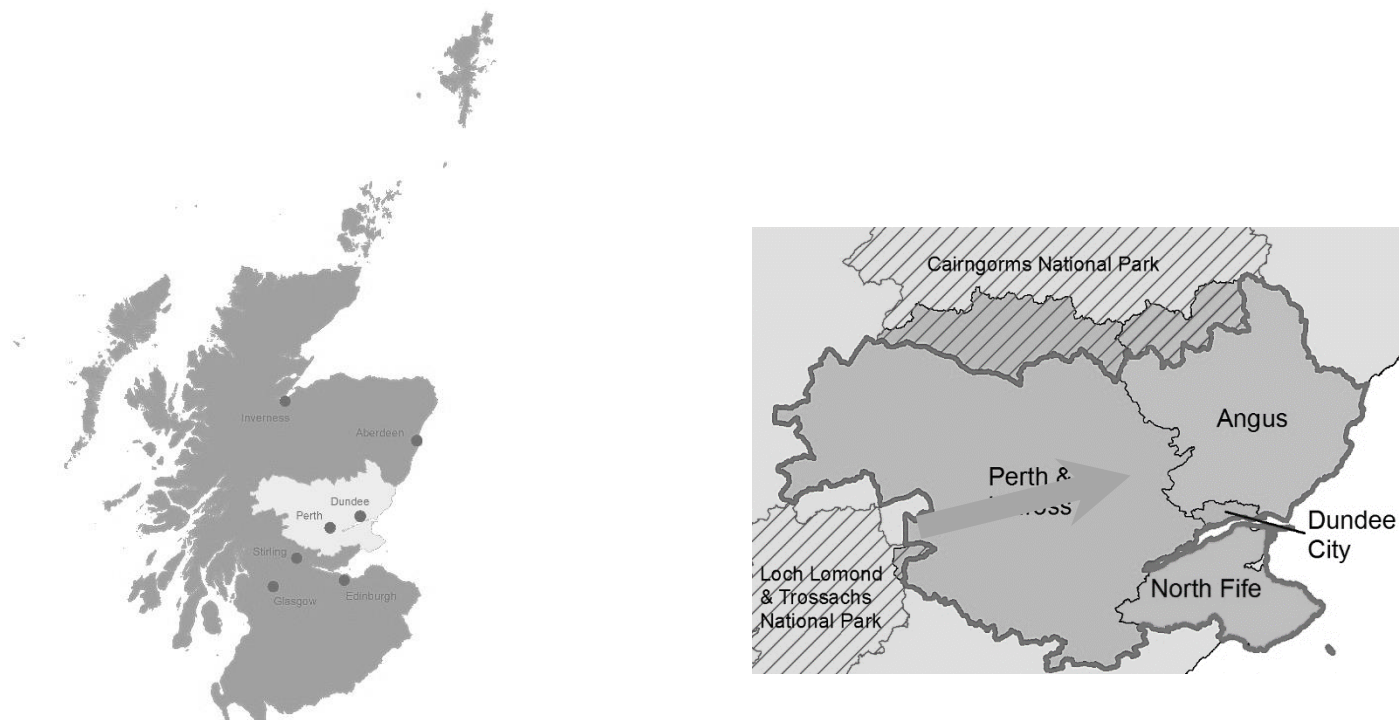 Inverness
Aberdeen
Dundee
Perth
Stirling
Glasgow
Edinburgh
Cairngorms National Park
Angus
Perth &
Dundee
City
North Fife
Loch Lomond
& Trossachs
National Park